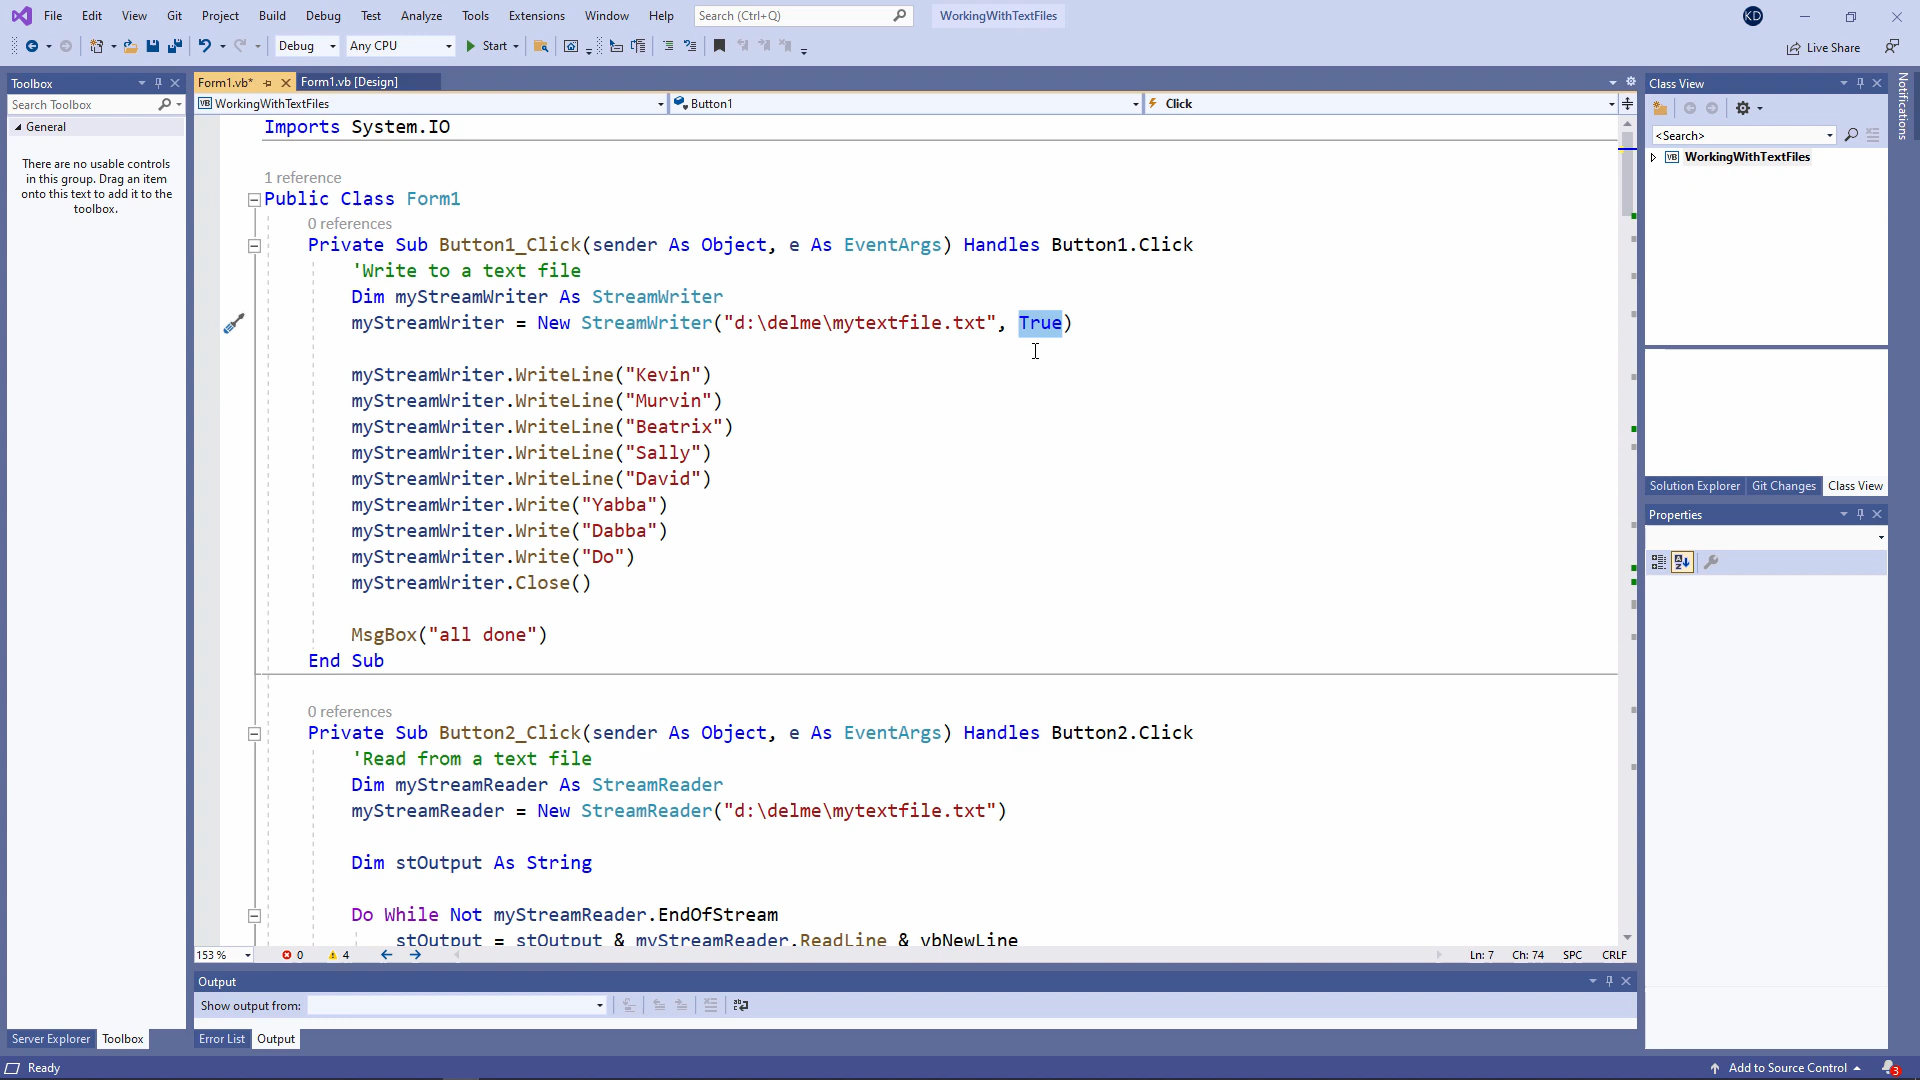 File Edit View Git Project Build Debug Test Analyze Tools Extensions Window Help Search (Ctrl+Q) WorkingWithTextFiles KD
Debug Any CPU Start Live Share
Toolbox
Search Toolbox
General
There are no usable controls
in this group. Drag an item
onto this text to add it to the
toolbox.
Server Explorer Toolbox
Form1.vb* Form1.vb [Design]
WorkingWithTextFiles Button1 Click
Imports System.IO
1 reference
Public Class Form1
0 references
Private Sub Button1_Click(sender As Object, e As EventArgs) Handles Button1.Click
'Write to a text file
Dim myStreamWriter As StreamWriter
myStreamWriter = New StreamWriter("d:\delme\mytextfile.txt", True)
myStreamWriter.WriteLine("Kevin")
myStreamWriter.WriteLine("Murvin")
myStreamWriter.WriteLine("Beatrix")
myStreamWriter.WriteLine("Sally")
myStreamWriter.WriteLine("David")
myStreamWriter.Write("Yabba")
myStreamWriter.Write("Dabba")
myStreamWriter.Write("Do")
myStreamWriter.Close()
MsgBox("all done")
End Sub
0 references
Private Sub Button2_Click(sender As Object, e As EventArgs) Handles Button2.Click
'Read from a text file
Dim myStreamReader As StreamReader
myStreamReader = New StreamReader("d:\delme\mytextfile.txt")
Dim stOutput As String
Do While Not myStreamReader.EndOfStream
stOutput = stOutput & myStreamReader.ReadLine & vbNewLine
153 % 0 4 Ln: 7 Ch: 74 SPC CRLF
Output
Show output from:
Error List Output
Class View
<Search>
WorkingWithTextFiles
Solution Explorer Git Changes Class View
Properties
Notifications
Ready Add to Source Control 3